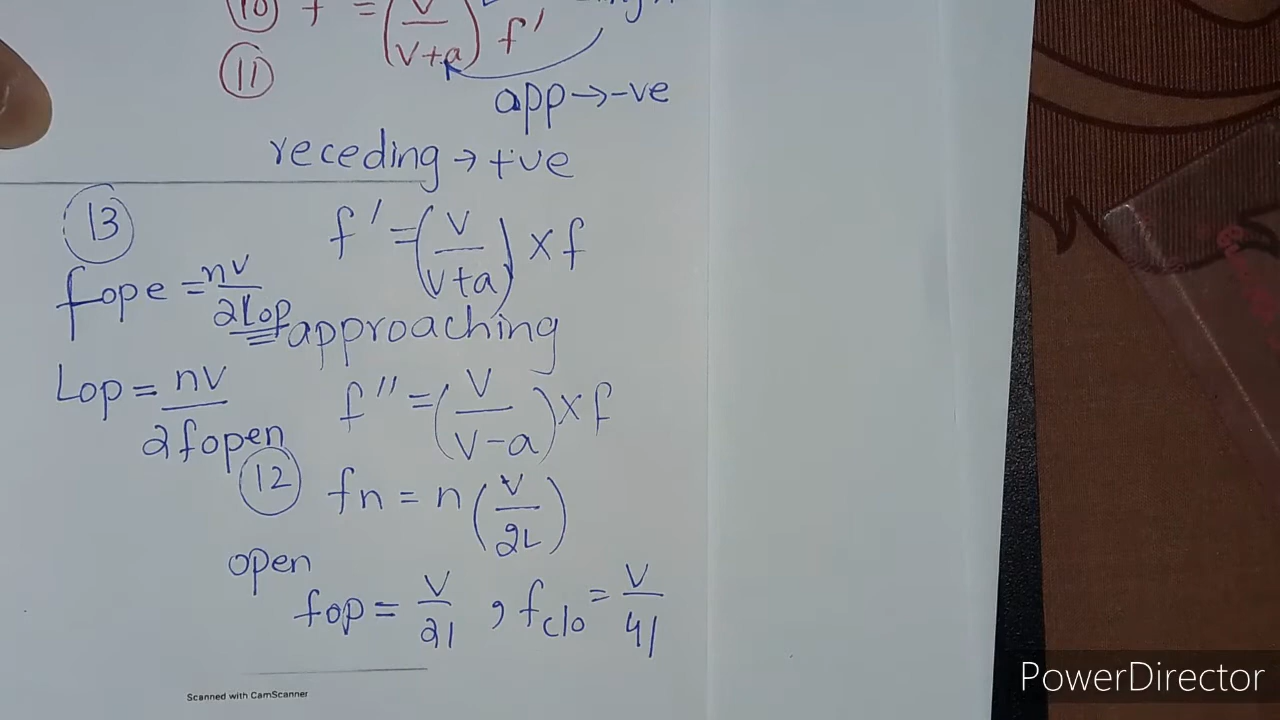 (10) f = (v/v+a) f'
(11)
app → -ve
receding → +ve
(13) f' = (v/v+a) × f
fope = nv/2Lop
approaching
Lop = nv/2fopen
f'' = (v/v-a) × f
(12) fn = n(v/2L)
open
fop = v/2l , fclo = v/4l
Scanned with CamScanner
PowerDirector